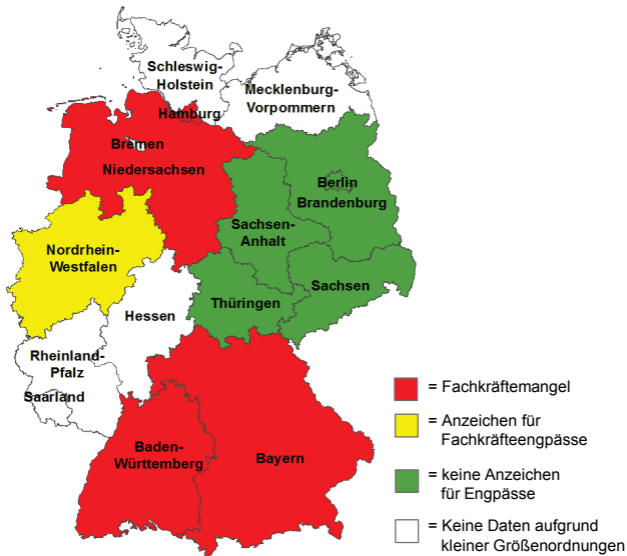 Schleswig-
Holstein
Mecklenburg-
Vorpommern
Hamburg
Bremen
Niedersachsen
Berlin
Brandenburg
Sachsen-
Anhalt
Nordrhein-
Westfalen
Sachsen
Thüringen
Hessen
Rheinland-
Pfalz
Saarland
Baden-
Württemberg
Bayern
= Fachkräftemangel
= Anzeichen für
Fachkräfteengpässe
= keine Anzeichen
für Engpässe
= Keine Daten aufgrund
kleiner Größenordnungen